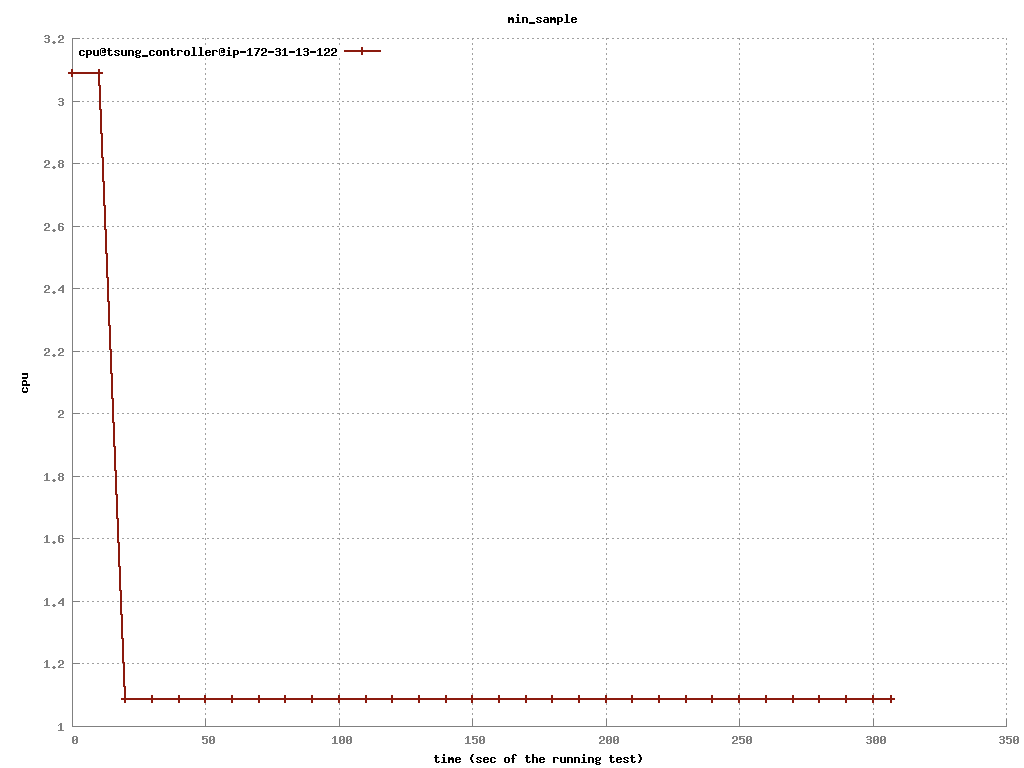 min_sample
cpu@tsung_controller@ip-172-31-13-122
3.2
3
2.8
2.6
2.4
2.2
2
1.8
1.6
1.4
1.2
1
cpu
0 50 100 150 200 250 300 350
time (sec of the running test)